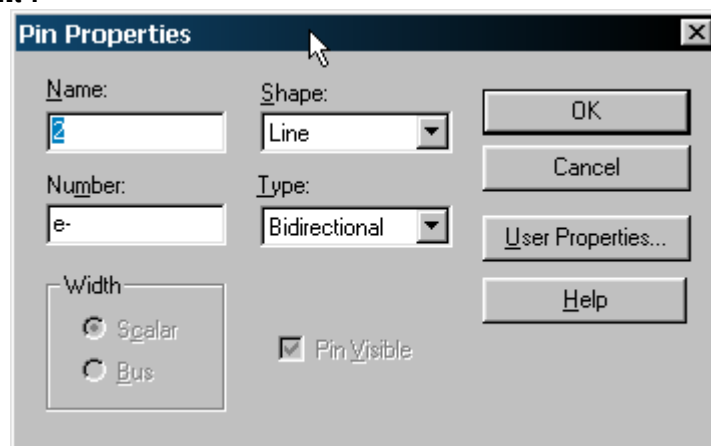 Pin Properties
Name:
2
Shape:
Line
OK
Cancel
Number:
e-
Type:
Bidirectional
User Properties...
Width
Scalar
Bus
Pin Visible
Help